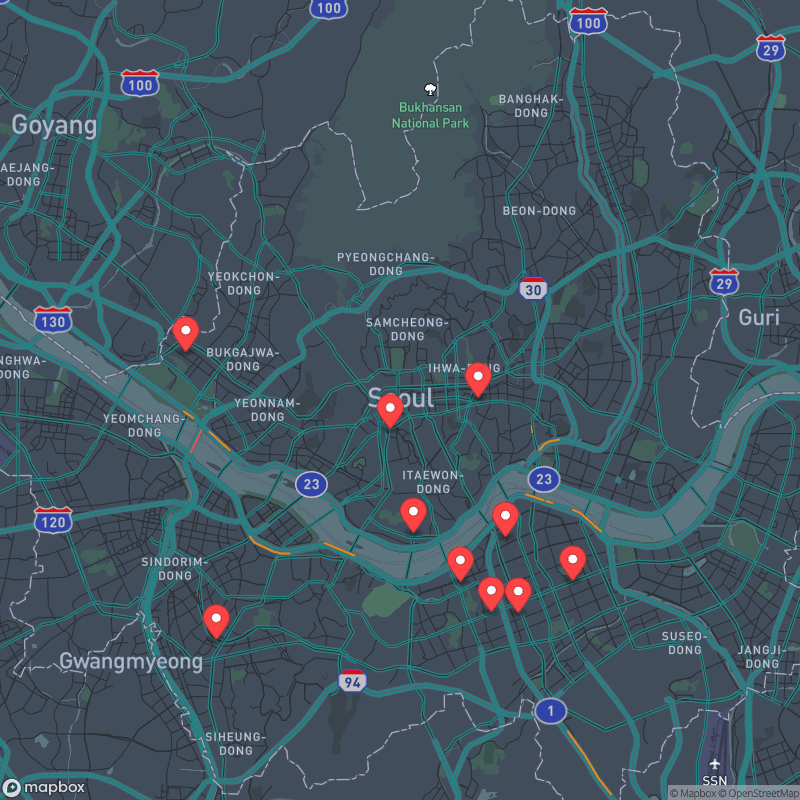 100
100
29
100
Bukhansan
National Park
BANGHAK-
DONG
Goyang
AEJANG-
DONG
BEON-DONG
PYEONGCHANG-
DONG
YEOKCHON-
DONG
30
29
130
Guri
SAMCHEONG-
DONG
NGHWA-
DONG
BUKGAJWA-
DONG
Seoul
YEONNAM-
DONG
YEOMCHANG-
DONG
ITAEWON-
DONG
23
23
120
SINDORIM-
DONG
SUSEO-
DONG
JANGJI-
DONG
Gwangmyeong
94
1
SIHEUNG-
DONG
SSN
mapbox
© Mapbox © OpenStreetMap